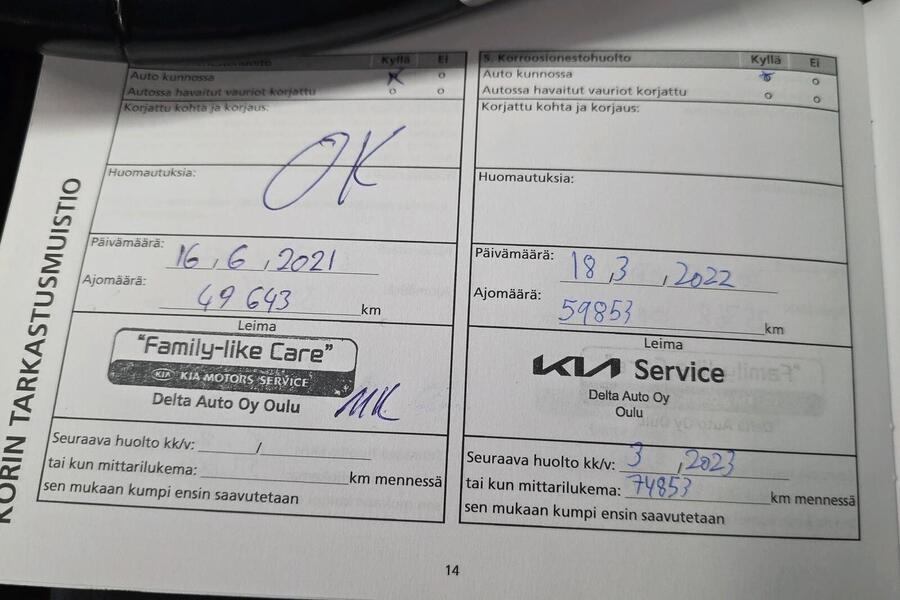 KORIN TARKASTUSMUISTIO
Kyllä Ei
Auto kunnossa
Autossa havaitut vauriot korjattu
Korjattu kohta ja korjaus:
OK
Huomautuksia:
Päivämäärä: 16.6.2021
Ajomäärä: 49 643 km
Leima
"Family-like Care"
KIA KIA MOTORS SERVICE
Delta Auto Oy Oulu MK
Seuraava huolto kk/v: /
tai kun mittarilukema: km mennessä
sen mukaan kumpi ensin saavutetaan
5. Korroosionestohuolto Kyllä Ei
Auto kunnossa
Autossa havaitut vauriot korjattu
Korjattu kohta ja korjaus:
Huomautuksia:
Päivämäärä: 18,3,2022
Ajomäärä: 59853 km
Leima
KIA Service
Delta Auto Oy
Oulu
Seuraava huolto kk/v: 3,2023
tai kun mittarilukema: 74853 km mennessä
sen mukaan kumpi ensin saavutetaan
14